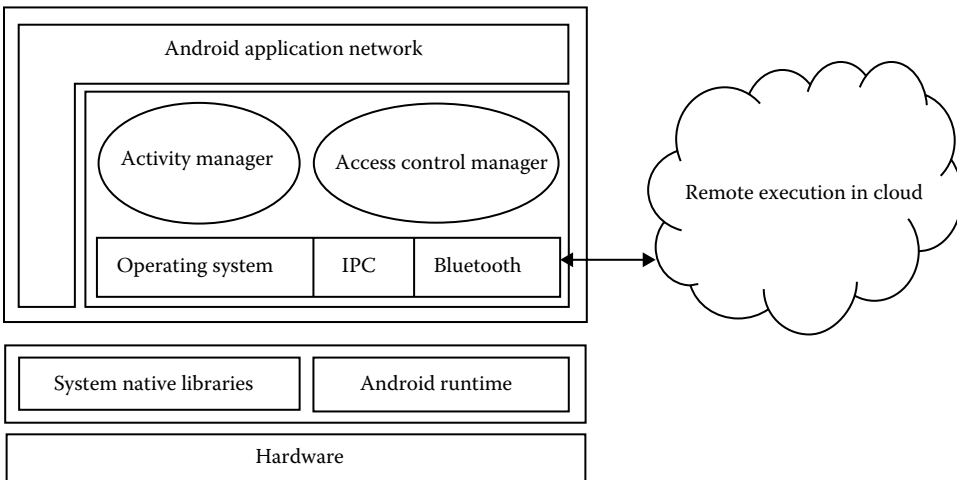 Android application network
Activity manager
Access control manager
Remote execution in cloud
Operating system
IPC
Bluetooth
System native libraries
Android runtime
Hardware